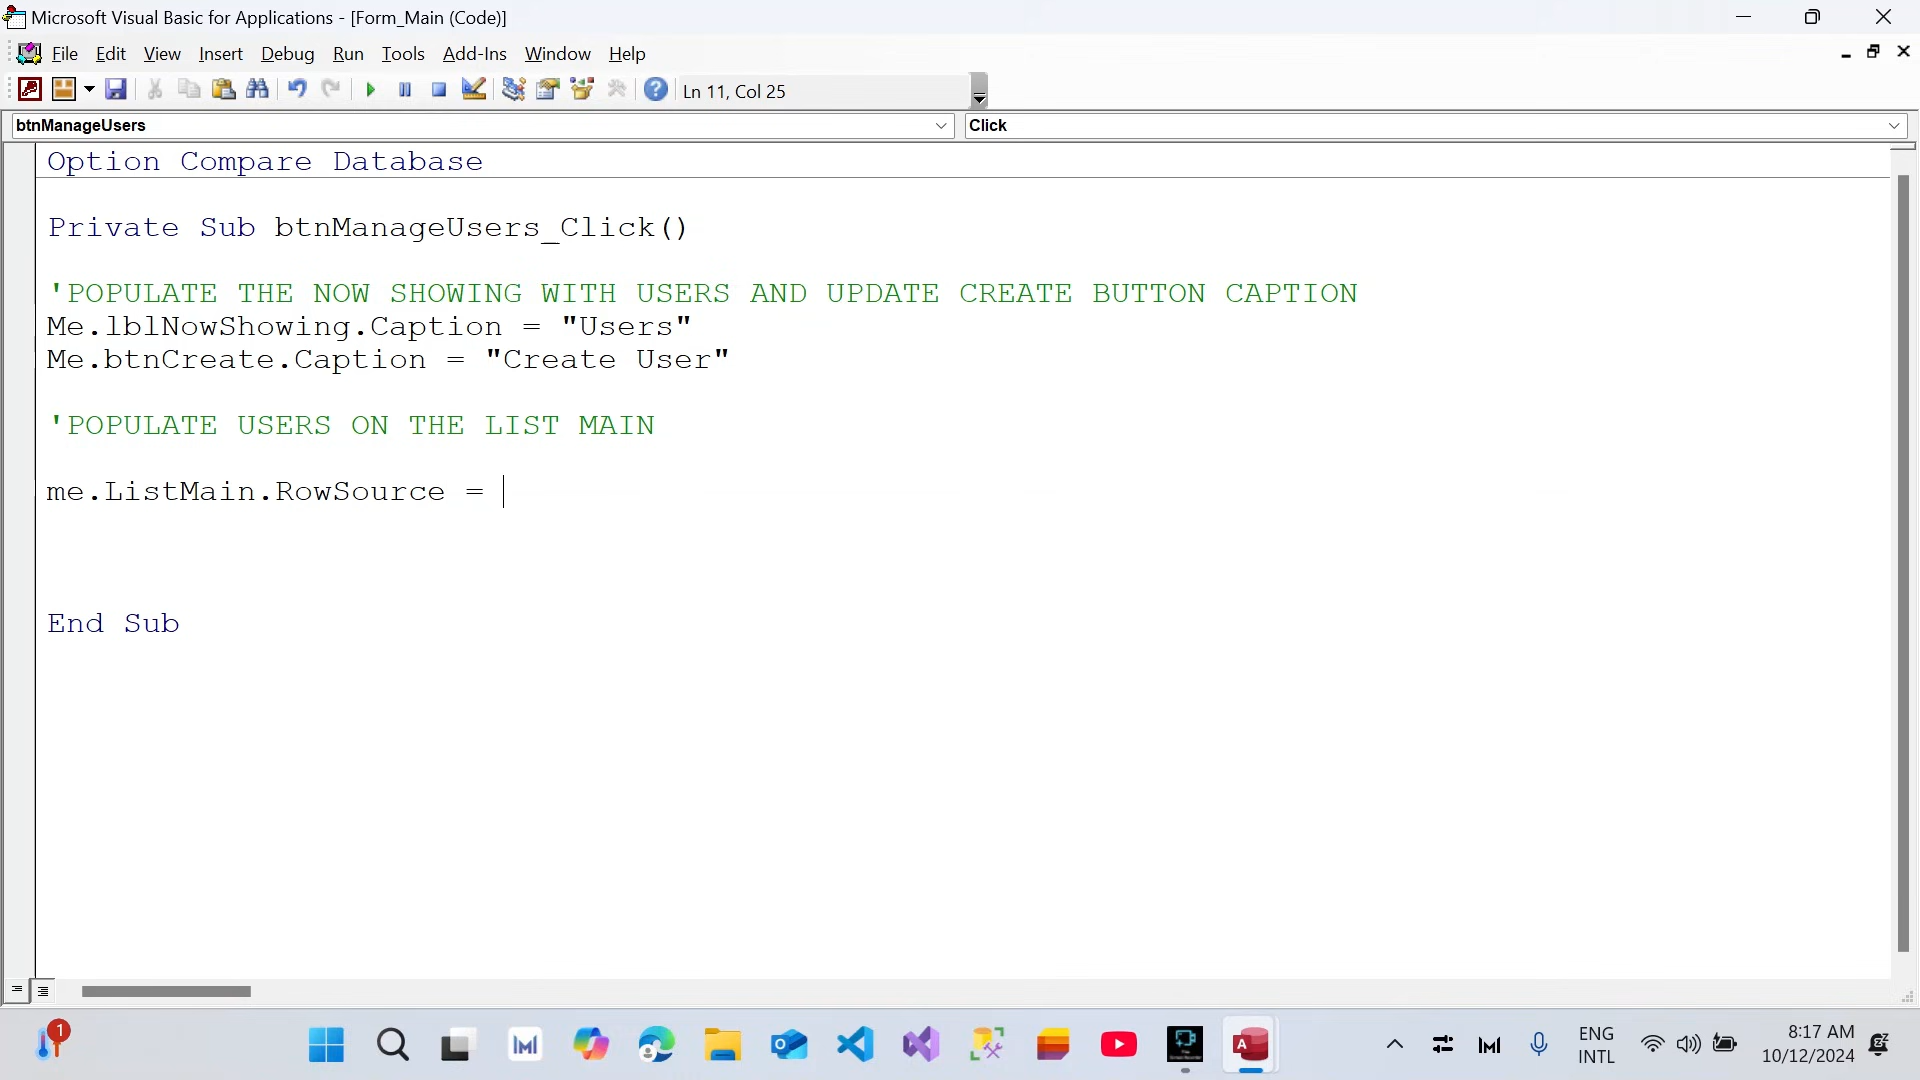 Microsoft Visual Basic for Applications - [Form_Main (Code)]
File Edit View Insert Debug Run Tools Add-Ins Window Help
Ln 11, Col 25
btnManageUsers
Click
Option Compare Database
Private Sub btnManageUsers_Click()
'POPULATE THE NOW SHOWING WITH USERS AND UPDATE CREATE BUTTON CAPTION
Me.lblNowShowing.Caption = "Users"
Me.btnCreate.Caption = "Create User"
'POPULATE USERS ON THE LIST MAIN
me.ListMain.RowSource =
End Sub
1
ENG
INTL
8:17 AM
10/12/2024